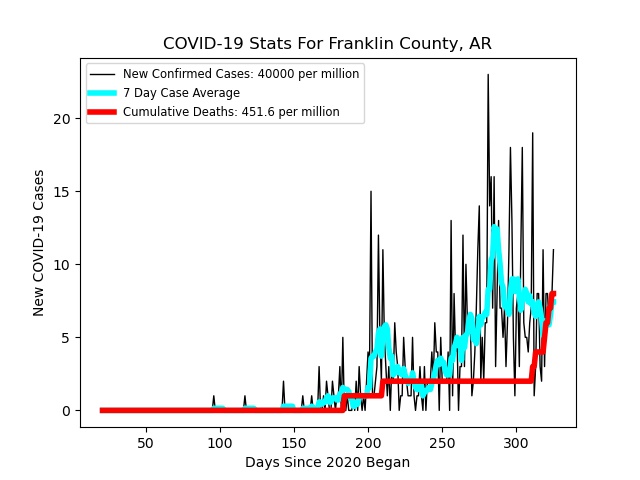 COVID-19 Stats For Franklin County, AR
New Confirmed Cases: 40000 per million
7 Day Case Average
Cumulative Deaths: 451.6 per million
New COVID-19 Cases
20
15
10
5
0
50 100 150 200 250 300
Days Since 2020 Began